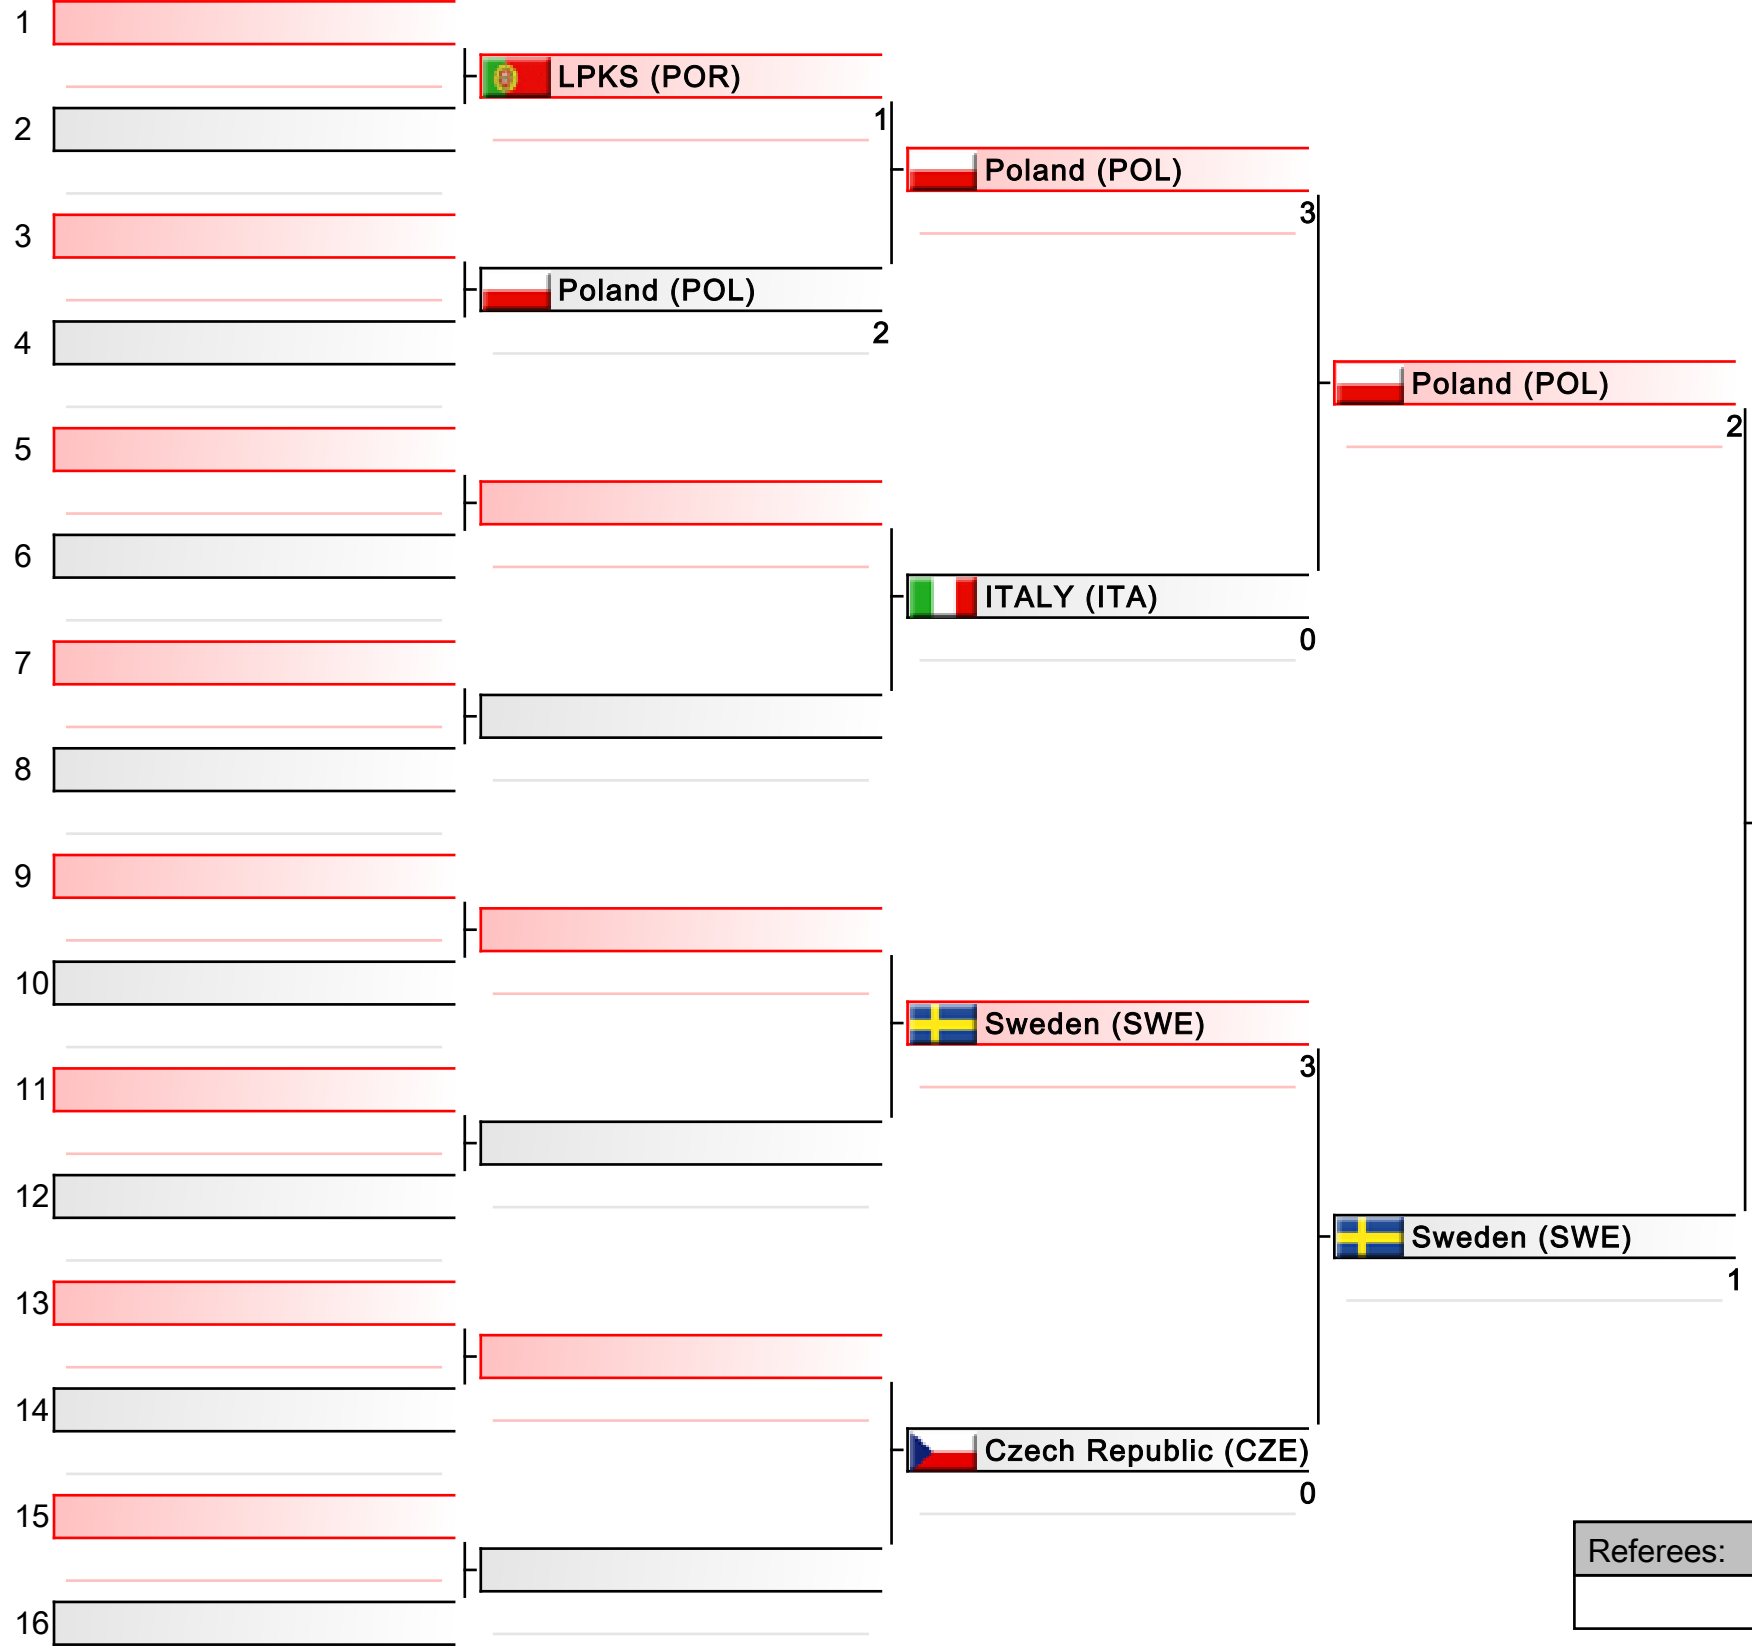 1
LPKS (POR)
1
2
Poland (POL)
3
3
Poland (POL)
2
4
Poland (POL)
2
5
6
ITALY (ITA)
0
7
8
9
10
Sweden (SWE)
3
11
12
Sweden (SWE)
1
13
14
Czech Republic (CZE)
0
15
Referees:
16